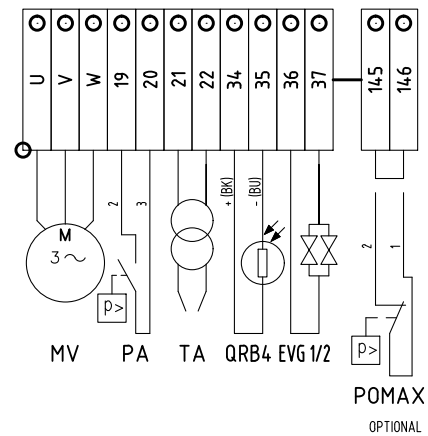 U V W 19 20 21 22 34 35 36 37 145 146
+ (BK) - (BU)
2 3 2 1
M
3~
p> p>
MV PA TA QRB4 EVG 1/2
POMAX
OPTIONAL